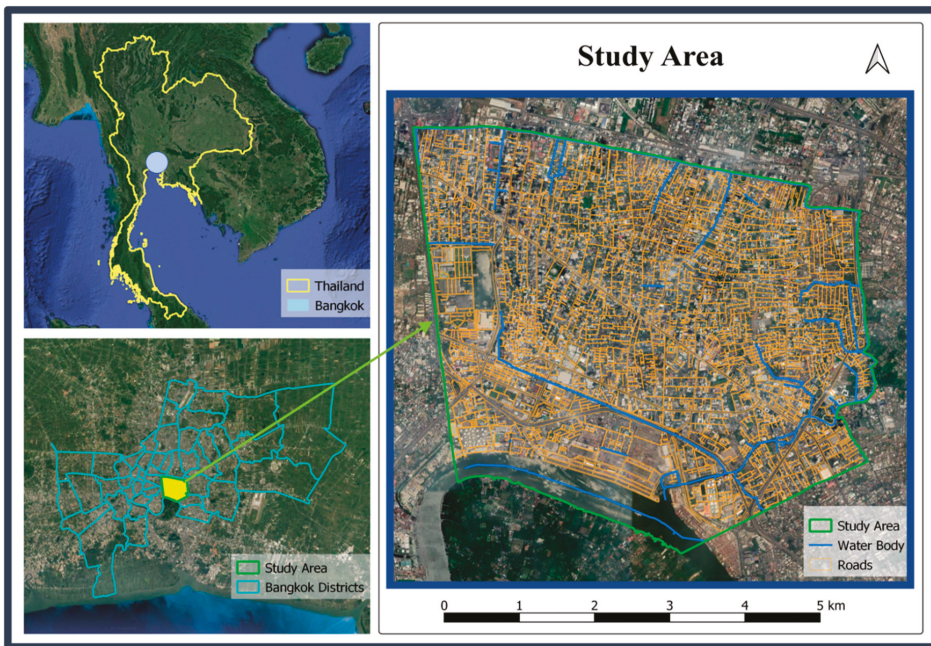 Thailand
Bangkok
Study Area
Bangkok Districts
Study Area
Study Area
Water Body
Roads
0 1 2 3 4 5 km